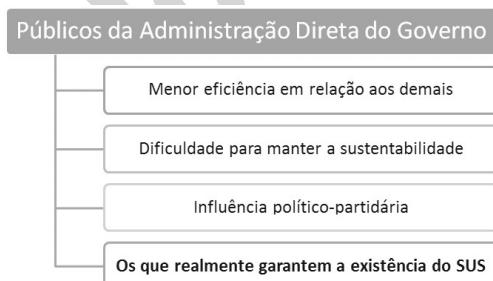 Públicos da Administração Direta do Governo
Menor eficiência em relação aos demais
Dificuldade para manter a sustentabilidade
Influência político-partidária
Os que realmente garantem a existência do SUS